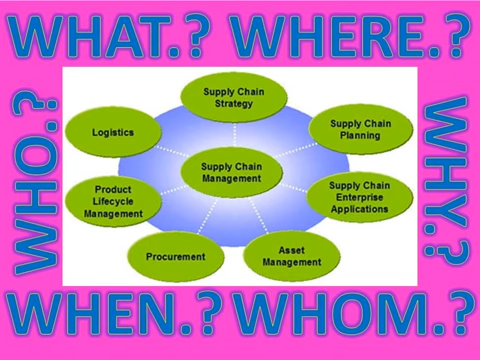 WHAT.? WHERE.?
WHO.?
WHY.?
Supply Chain
Strategy
Logistics
Supply Chain
Planning
Supply Chain
Management
Product
Lifecycle
Management
Supply Chain
Enterprise
Applications
Procurement
Asset
Management
WHEN.? WHOM.?